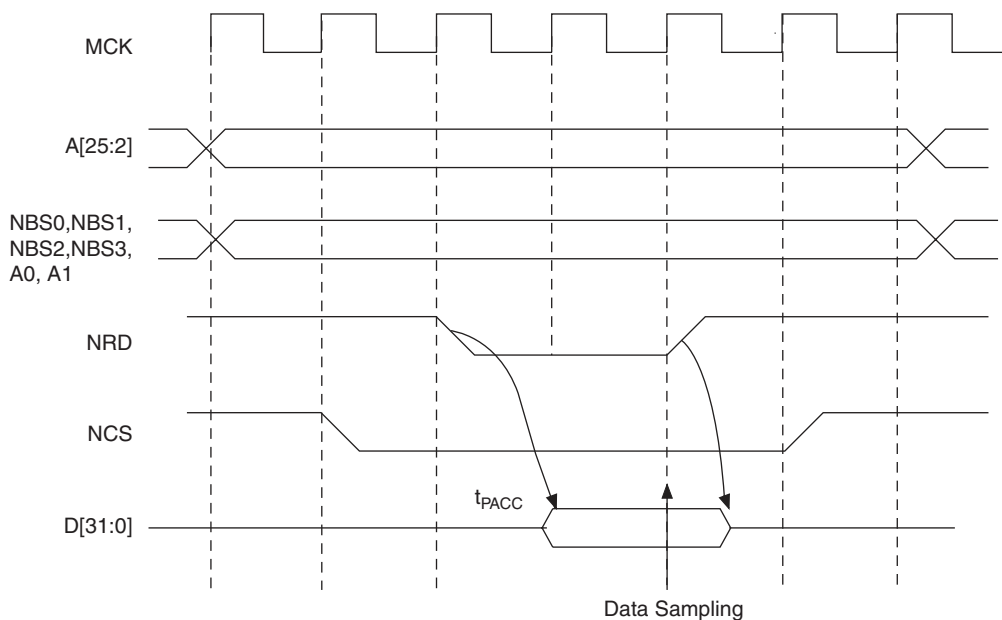 MCK
A[25:2]
NBS0,NBS1,
NBS2,NBS3,
A0, A1
NRD
NCS
tPACC
D[31:0]
Data Sampling